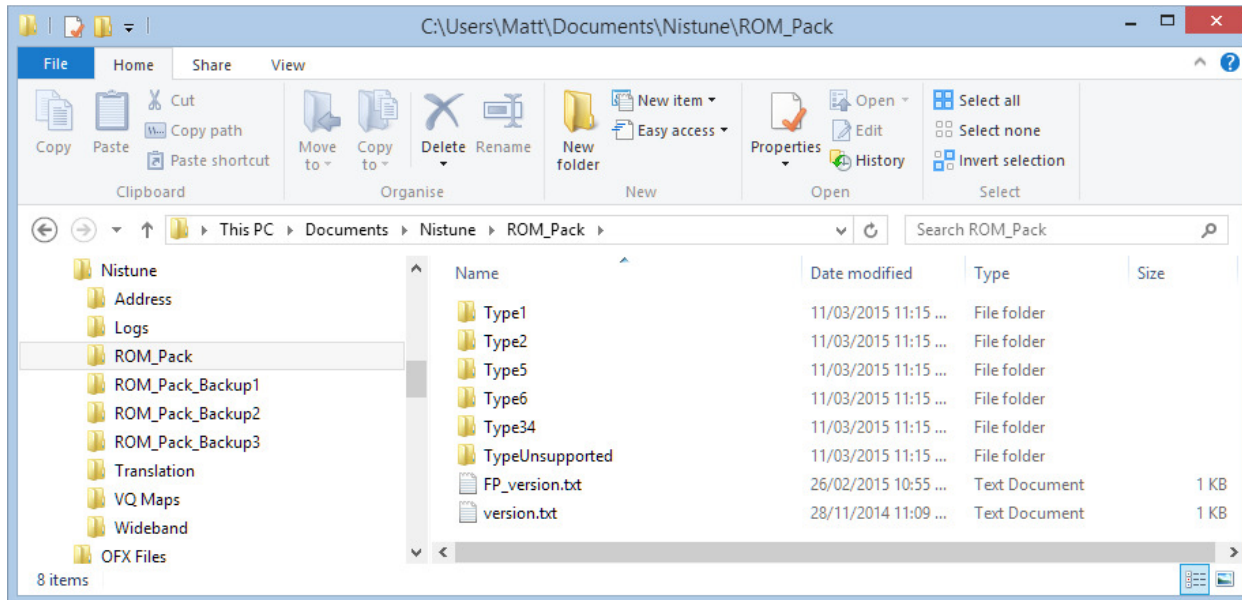 C:\Users\Matt\Documents\Nistune\ROM_Pack
File Home Share View
Copy Paste Cut Copy path Paste shortcut
Move to Copy to Delete Rename
New folder New item Easy access
Properties Open Edit History
Select all Select none Invert selection
Clipboard Organise New Open Select
This PC Documents Nistune ROM_Pack Search ROM_Pack
Name Date modified Type Size
Nistune
Address
Logs
ROM_Pack
ROM_Pack_Backup1
ROM_Pack_Backup2
ROM_Pack_Backup3
Translation
VQ Maps
Wideband
OFX Files
Type1 11/03/2015 11:15 ... File folder
Type2 11/03/2015 11:15 ... File folder
Type5 11/03/2015 11:15 ... File folder
Type6 11/03/2015 11:15 ... File folder
Type34 11/03/2015 11:15 ... File folder
TypeUnsupported 11/03/2015 11:15 ... File folder
FP_version.txt 26/02/2015 10:55 ... Text Document 1 KB
version.txt 28/11/2014 11:09 ... Text Document 1 KB
8 items